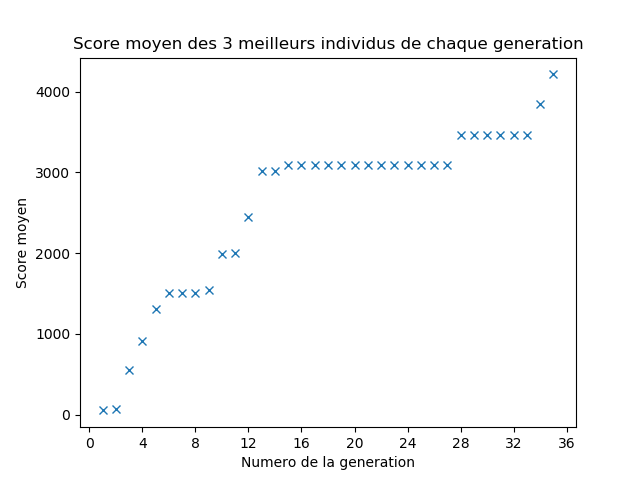 Score moyen des 3 meilleurs individus de chaque generation
4000
3000
2000
1000
0
Score moyen
0 4 8 12 16 20 24 28 32 36
Numero de la generation